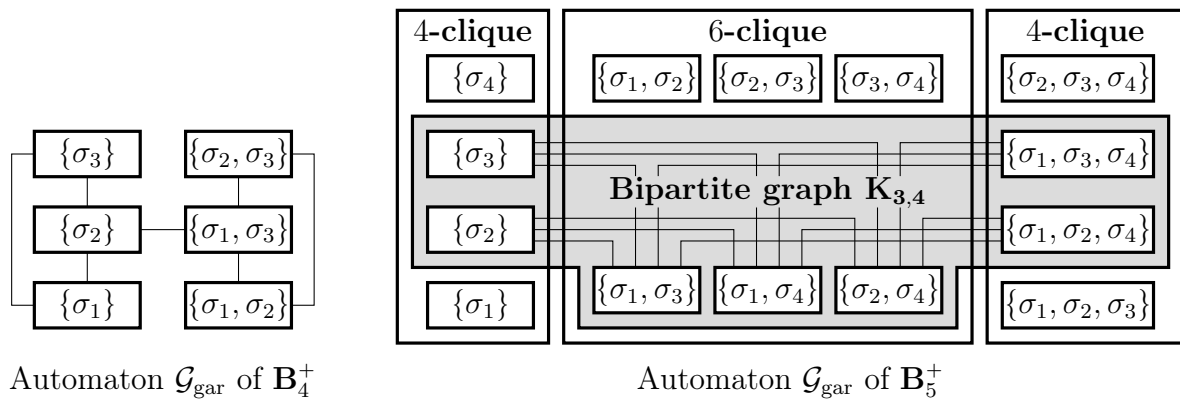 4-clique 6-clique 4-clique
{σ₄} {σ₁, σ₂} {σ₂, σ₃} {σ₃, σ₄} {σ₂, σ₃, σ₄}
{σ₃} {σ₂, σ₃} {σ₃} {σ₁, σ₃, σ₄}
Bipartite graph K₃,₄
{σ₂} {σ₁, σ₃} {σ₂} {σ₁, σ₂, σ₄}
{σ₁} {σ₁, σ₂} {σ₁} {σ₁, σ₃} {σ₁, σ₄} {σ₂, σ₄} {σ₁, σ₂, σ₃}
Automaton 𝒢gar of B₄⁺ Automaton 𝒢gar of B₅⁺